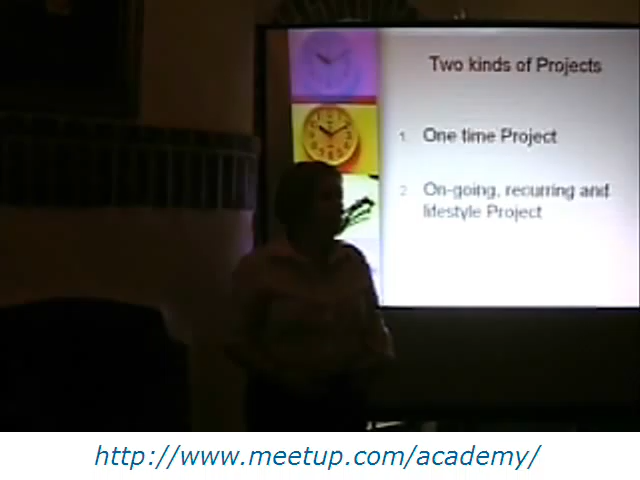 Two kinds of Projects
1. One time Project
2. On-going, recurring and
lifestyle Project
http://www.meetup.com/academy/